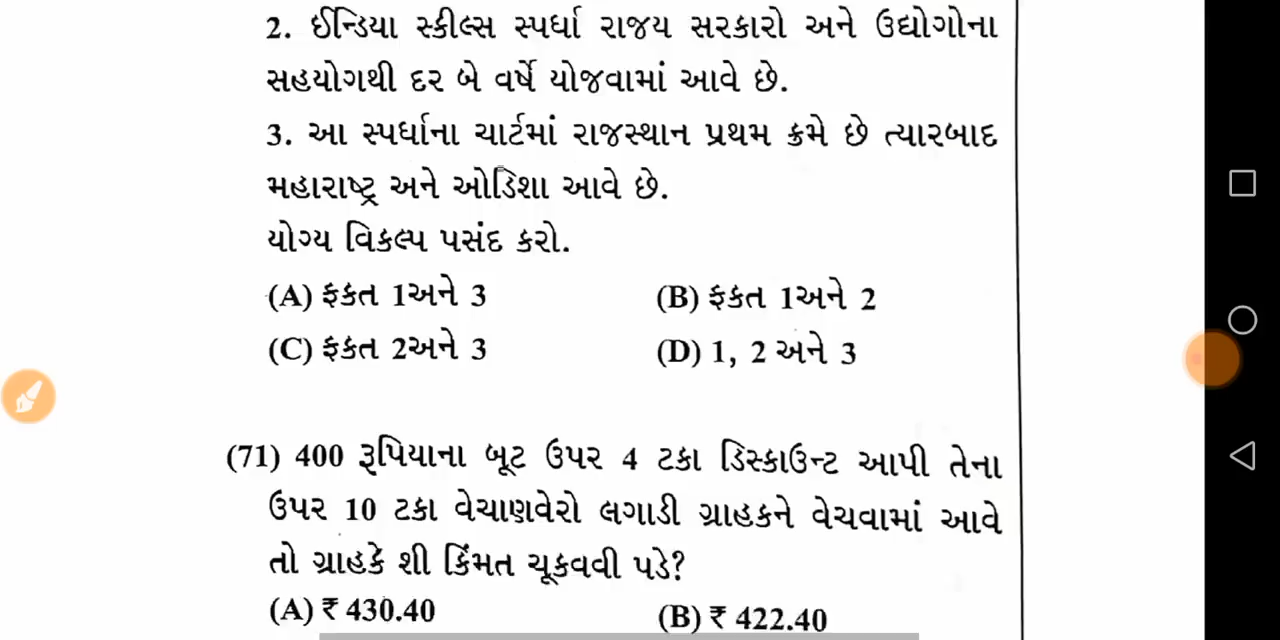 2. ઈન્ડિયા સ્કીલ્સ સ્પર્ધા રાજય સરકારો અને ઉદ્યોગોના
સહયોગથી દર બે વર્ષે યોજવામાં આવે છે.
3. આ સ્પર્ધાના ચાર્ટમાં રાજસ્થાન પ્રથમ ક્રમે છે ત્યારબાદ
મહારાષ્ટ્ર અને ઓડિશા આવે છે.
યોગ્ય વિકલ્પ પસંદ કરો.
(A) ફકત 1અને 3 (B) ફકત 1અને 2
(C) ફકત 2અને 3 (D) 1, 2 અને 3
(71) 400 રૂપિયાના બૂટ ઉપર 4 ટકા ડિસ્કાઉન્ટ આપી તેના
ઉપર 10 ટકા વેચાણવેરો લગાડી ગ્રાહકને વેચવામાં આવે
તો ગ્રાહકે શી કિંમત ચૂકવવી પડે?
(A) ₹ 430.40 (B) ₹ 422.40